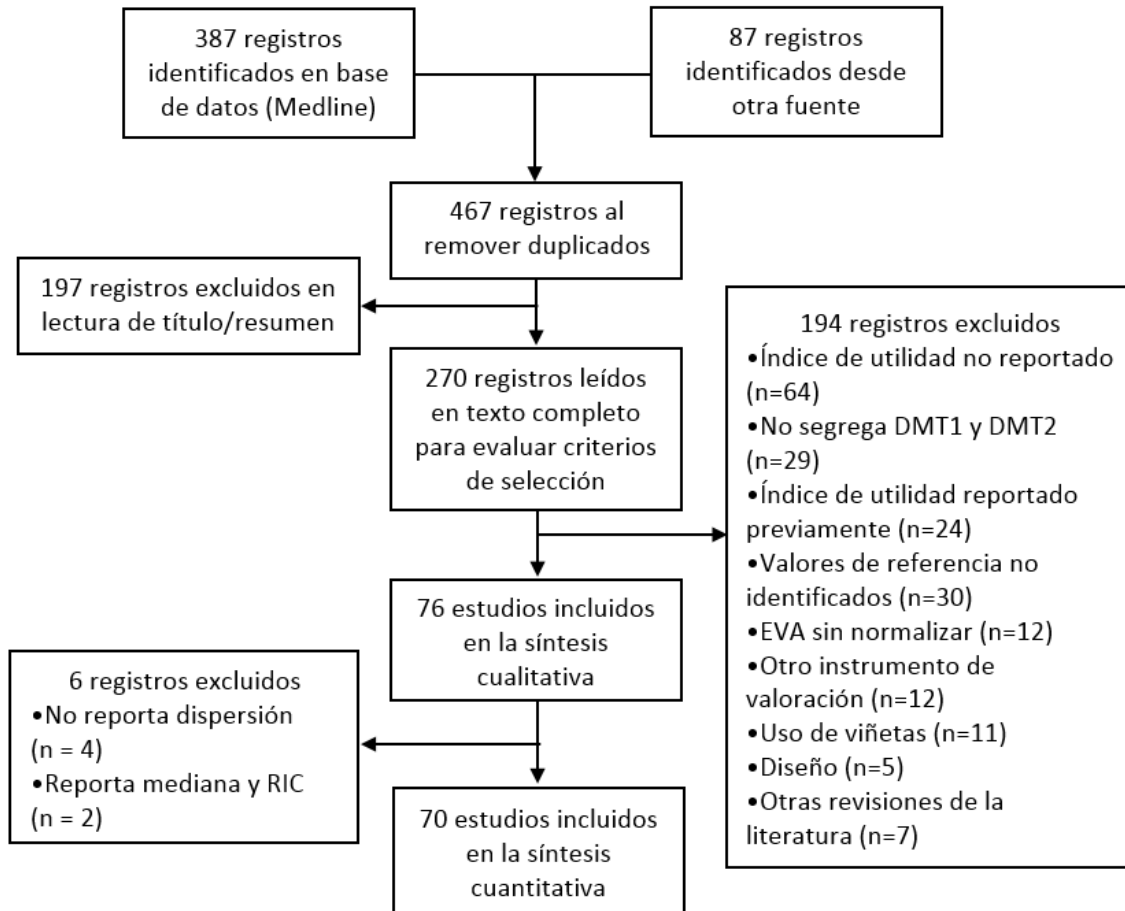 387 registros
identificados en base
de datos (Medline)
87 registros
identificados desde
otra fuente
467 registros al
remover duplicados
197 registros excluidos en
lectura de título/resumen
270 registros leídos
en texto completo
para evaluar criterios
de selección
194 registros excluidos
•Índice de utilidad no reportado
(n=64)
•No segrega DMT1 y DMT2
(n=29)
•Índice de utilidad reportado
previamente (n=24)
•Valores de referencia no
identificados (n=30)
•EVA sin normalizar (n=12)
•Otro instrumento de
valoración (n=12)
•Uso de viñetas (n=11)
•Diseño (n=5)
•Otras revisiones de la
literatura (n=7)
76 estudios incluidos
en la síntesis
cualitativa
6 registros excluidos
•No reporta dispersión
(n = 4)
•Reporta mediana y RIC
(n = 2)
70 estudios incluidos
en la síntesis
cuantitativa